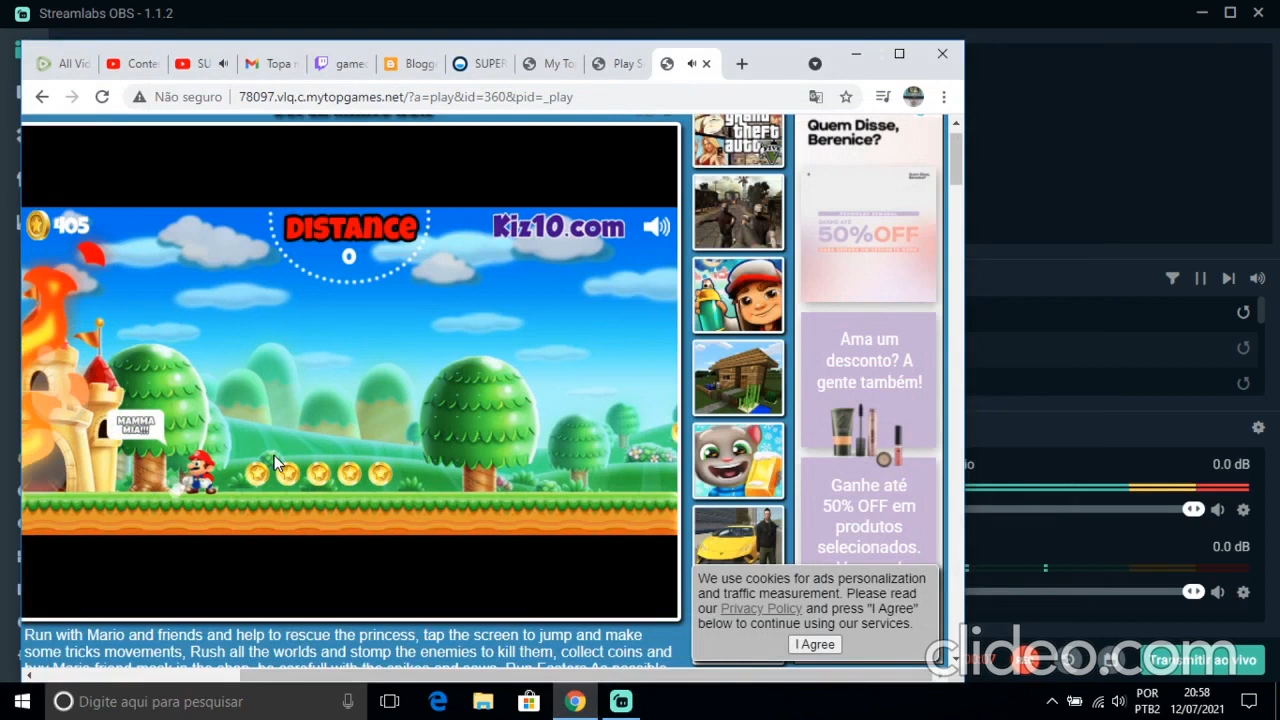 Streamlabs OBS - 1.1.2
All Vid
Conte
SU
Topa r
game
Blogg
SUPER
My To
Play S
Não seguro
78097.vlq.c.mytopgames.net/?a=play&id=360&pid=_play
405
DISTANCE
0
Kiz10.com
MAMMA
MIA!!!
grand
theft
auto
V
Quem Disse,
Berenice?
GANHE ATÉ
50%OFF
Ama um
desconto? A
gente também!
Ganhe até
50% OFF em
produtos
selecionados.
We use cookies for ads personalization
and traffic measurement. Please read
our Privacy Policy and press "I Agree"
below to continue using our services.
I Agree
Run with Mario and friends and help to rescue the princess, tap the screen to jump and make
some tricks movements, Rush all the worlds and stomp the enemies to kill them, collect coins and
0.0 dB
0.0 dB
Transmitir ao vivo
clideo.com
Digite aqui para pesquisar
POR
PTB2
20:58
12/07/2021